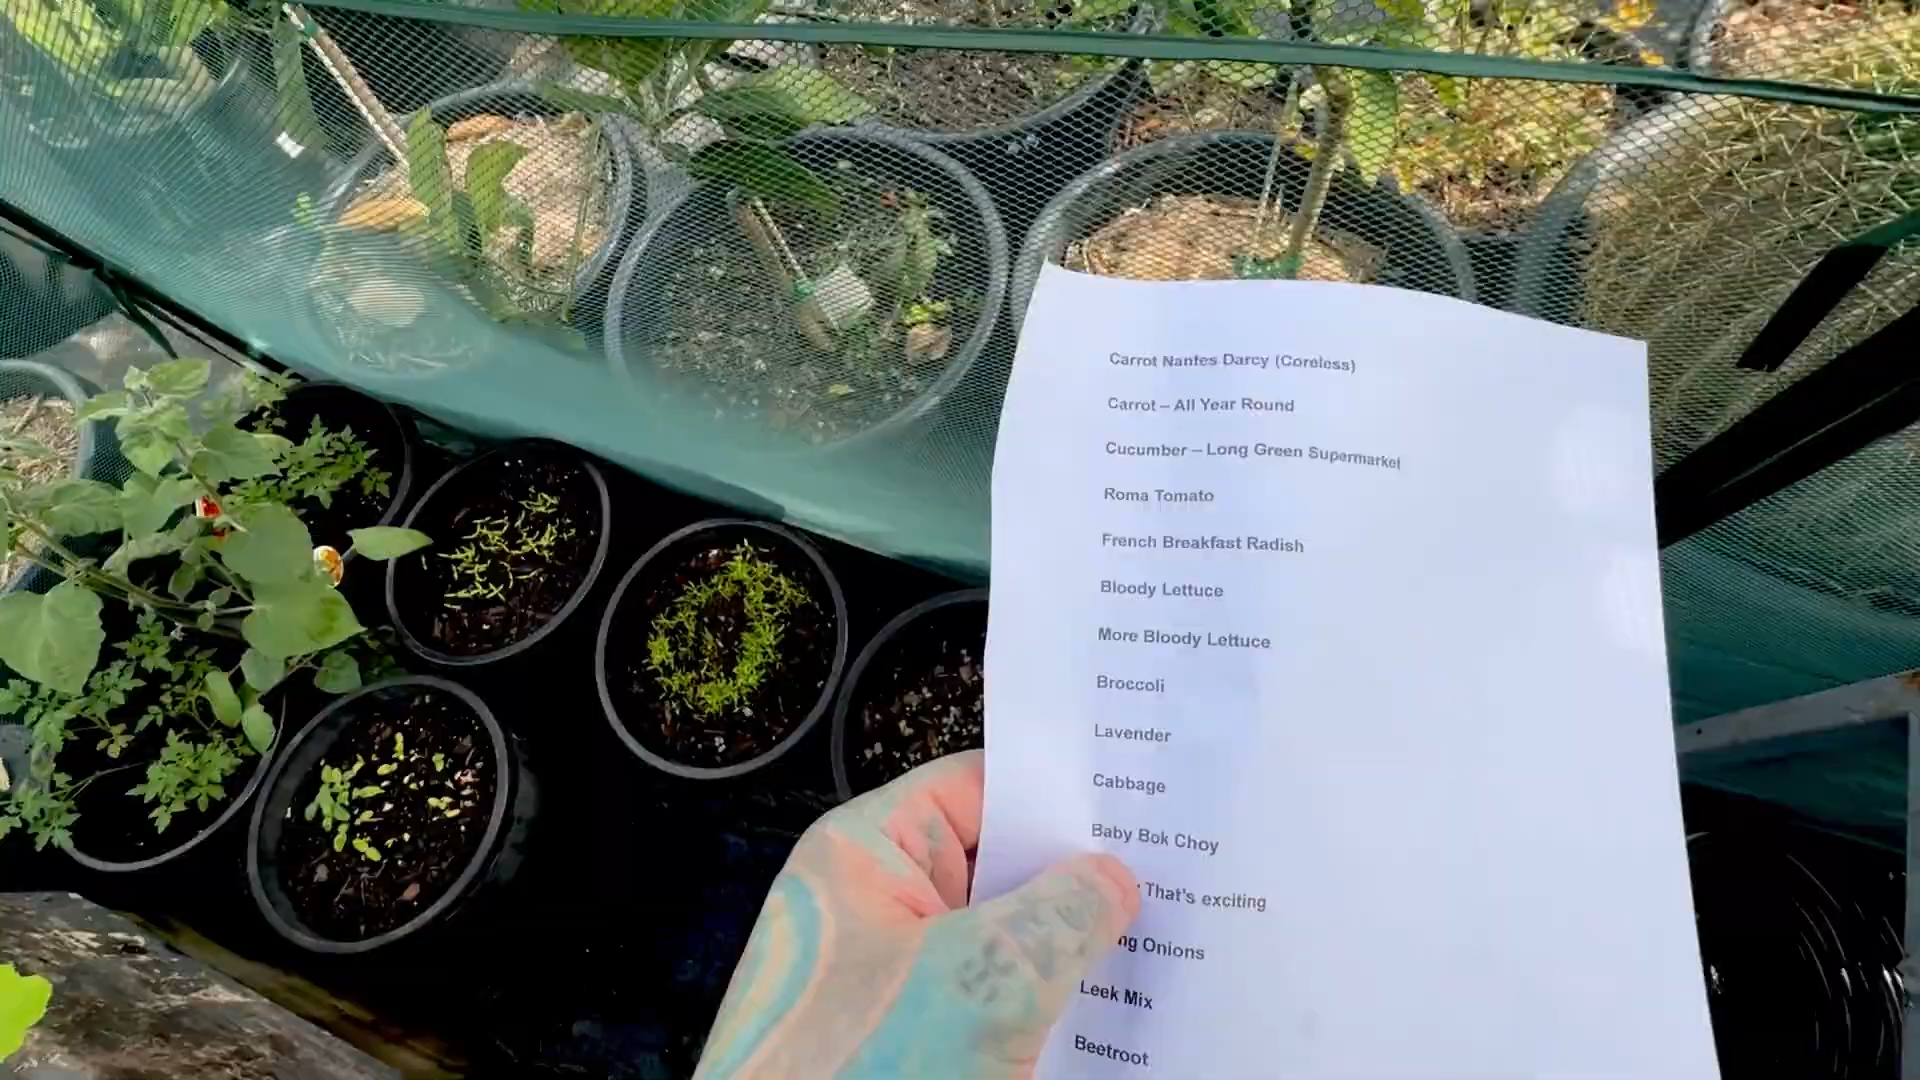 Carrot Nantes Darcy (Coreless)
Carrot – All Year Round
Cucumber – Long Green Supermarket
Roma Tomato
French Breakfast Radish
Bloody Lettuce
More Bloody Lettuce
Broccoli
Lavender
Cabbage
Baby Bok Choy
That's exciting
Onions
Leek Mix
Beetroot